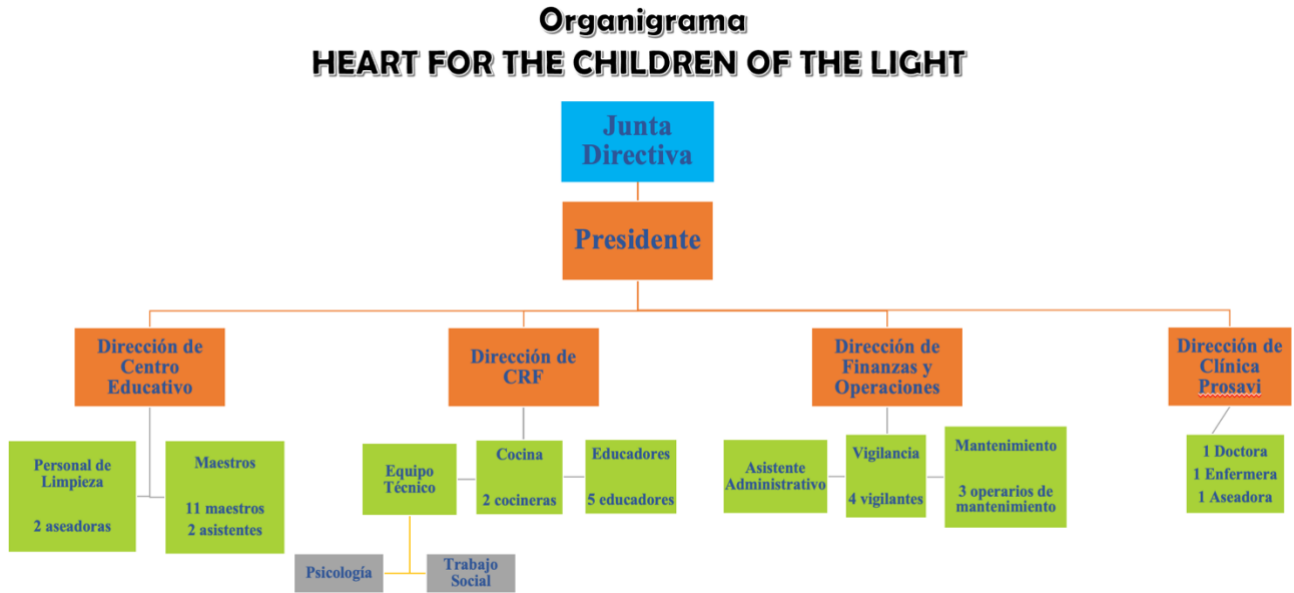 Organigrama
HEART FOR THE CHILDREN OF THE LIGHT
Junta
Directiva
Presidente
Dirección de
Centro
Educativo
Dirección de
CRF
Dirección de
Finanzas y
Operaciones
Dirección de
Clínica
Prosavi
Personal de
Limpieza
2 aseadoras
Maestros
11 maestros
2 asistentes
Equipo
Técnico
Cocina
2 cocineras
Educadores
5 educadores
Asistente
Administrativo
Vigilancia
4 vigilantes
Mantenimiento
3 operarios de
mantenimiento
1 Doctora
1 Enfermera
1 Aseadora
Psicología
Trabajo
Social